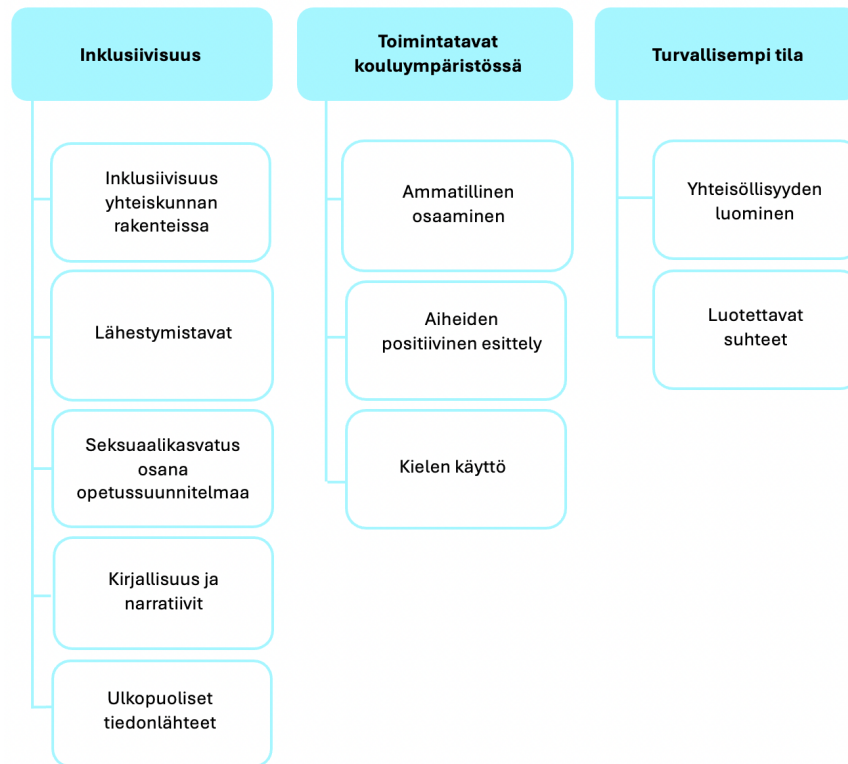 Inklusiivisuus
Inklusiivisuus
yhteiskunnan
rakenteissa
Lähestymistavat
Seksuaalikasvatus
osana
opetussuunnitelmaa
Kirjallisuus ja
narratiivit
Ulkopuoliset
tiedonlähteet
Toimintatavat
kouluympäristössä
Ammatillinen
osaaminen
Aiheiden
positiivinen esittely
Kielen käyttö
Turvallisempi tila
Yhteisöllisyyden
luominen
Luotettavat
suhteet